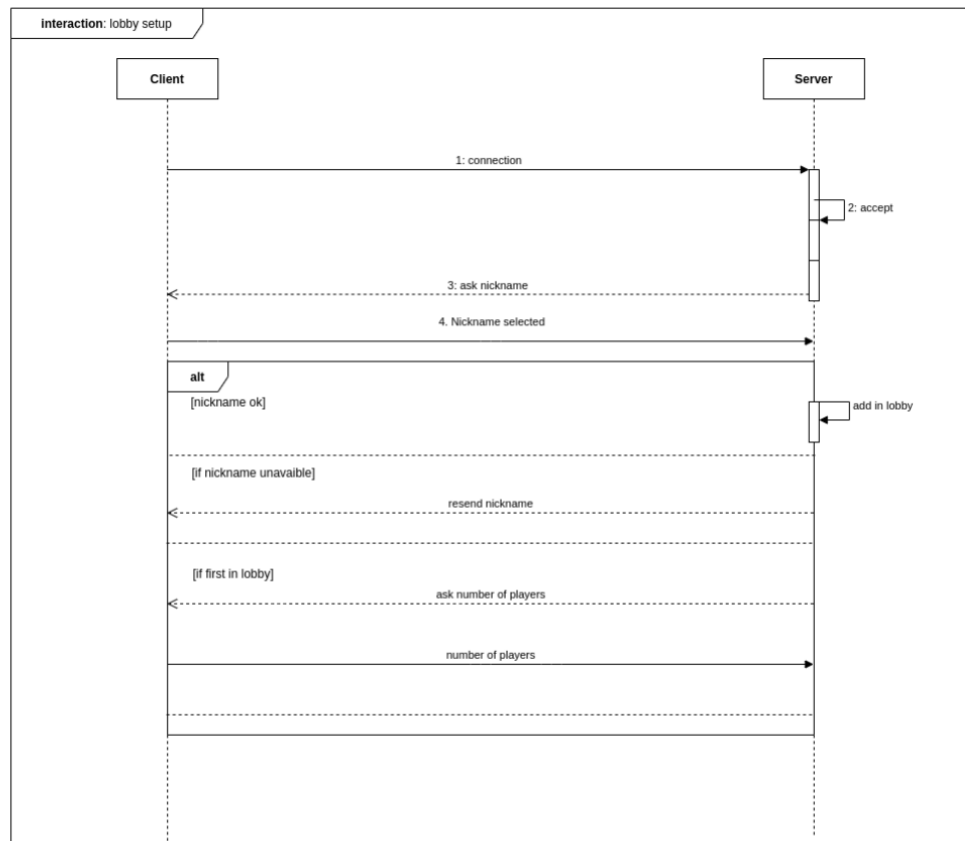 interaction: lobby setup
Client
Server
1: connection
2: accept
3: ask nickname
4. Nickname selected
alt
[nickname ok]
add in lobby
[if nickname unavaible]
resend nickname
[if first in lobby]
ask number of players
number of players